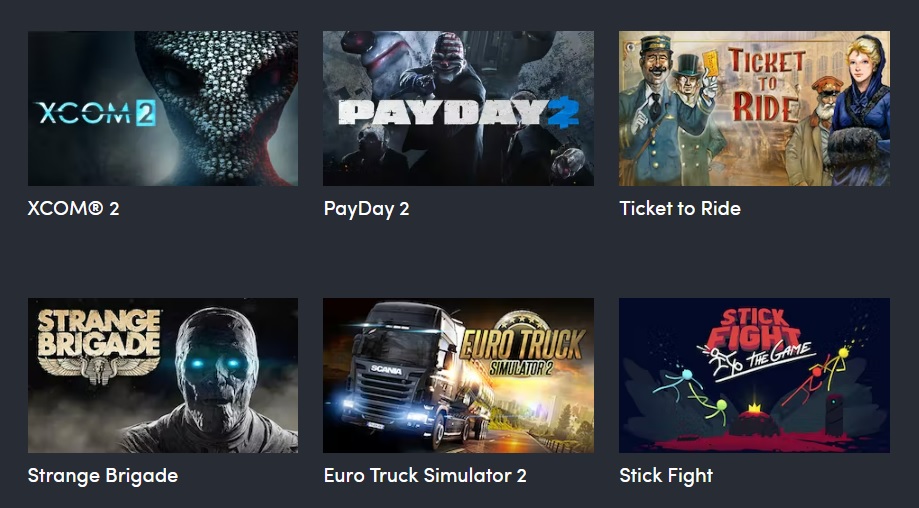 XCOM 2
PAYDAY 2
TICKET
TO
RIDE
XCOM® 2
PayDay 2
Ticket to Ride
STRANGE
BRIGADE
SCANIA
EURO TRUCK
SIMULATOR 2
STICK
FIGHT
THE GAME
Strange Brigade
Euro Truck Simulator 2
Stick Fight